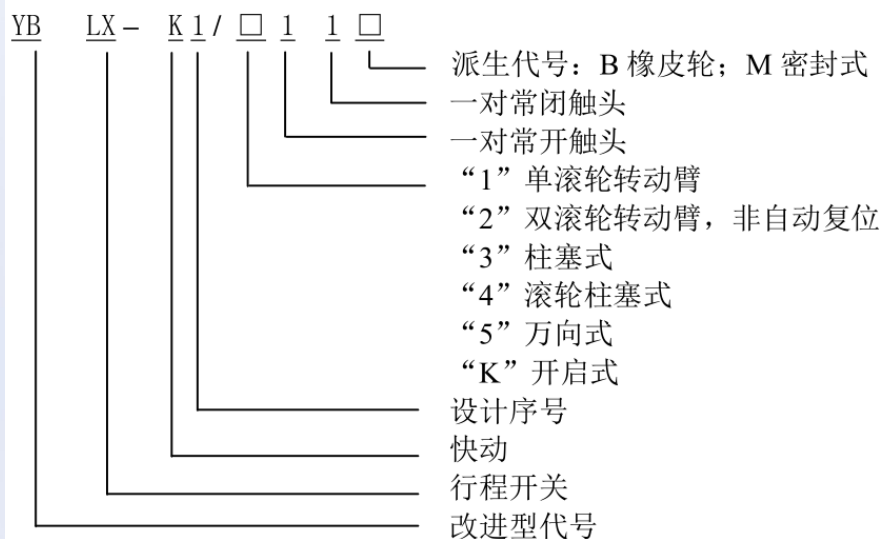 YB LX- K1/□ 1 1 □
派生代号：B 橡皮轮；M 密封式
一对常闭触头
一对常开触头
“1”单滚轮转动臂
“2”双滚轮转动臂，非自动复位
“3”柱塞式
“4”滚轮柱塞式
“5”万向式
“K”开启式
设计序号
快动
行程开关
改进型代号